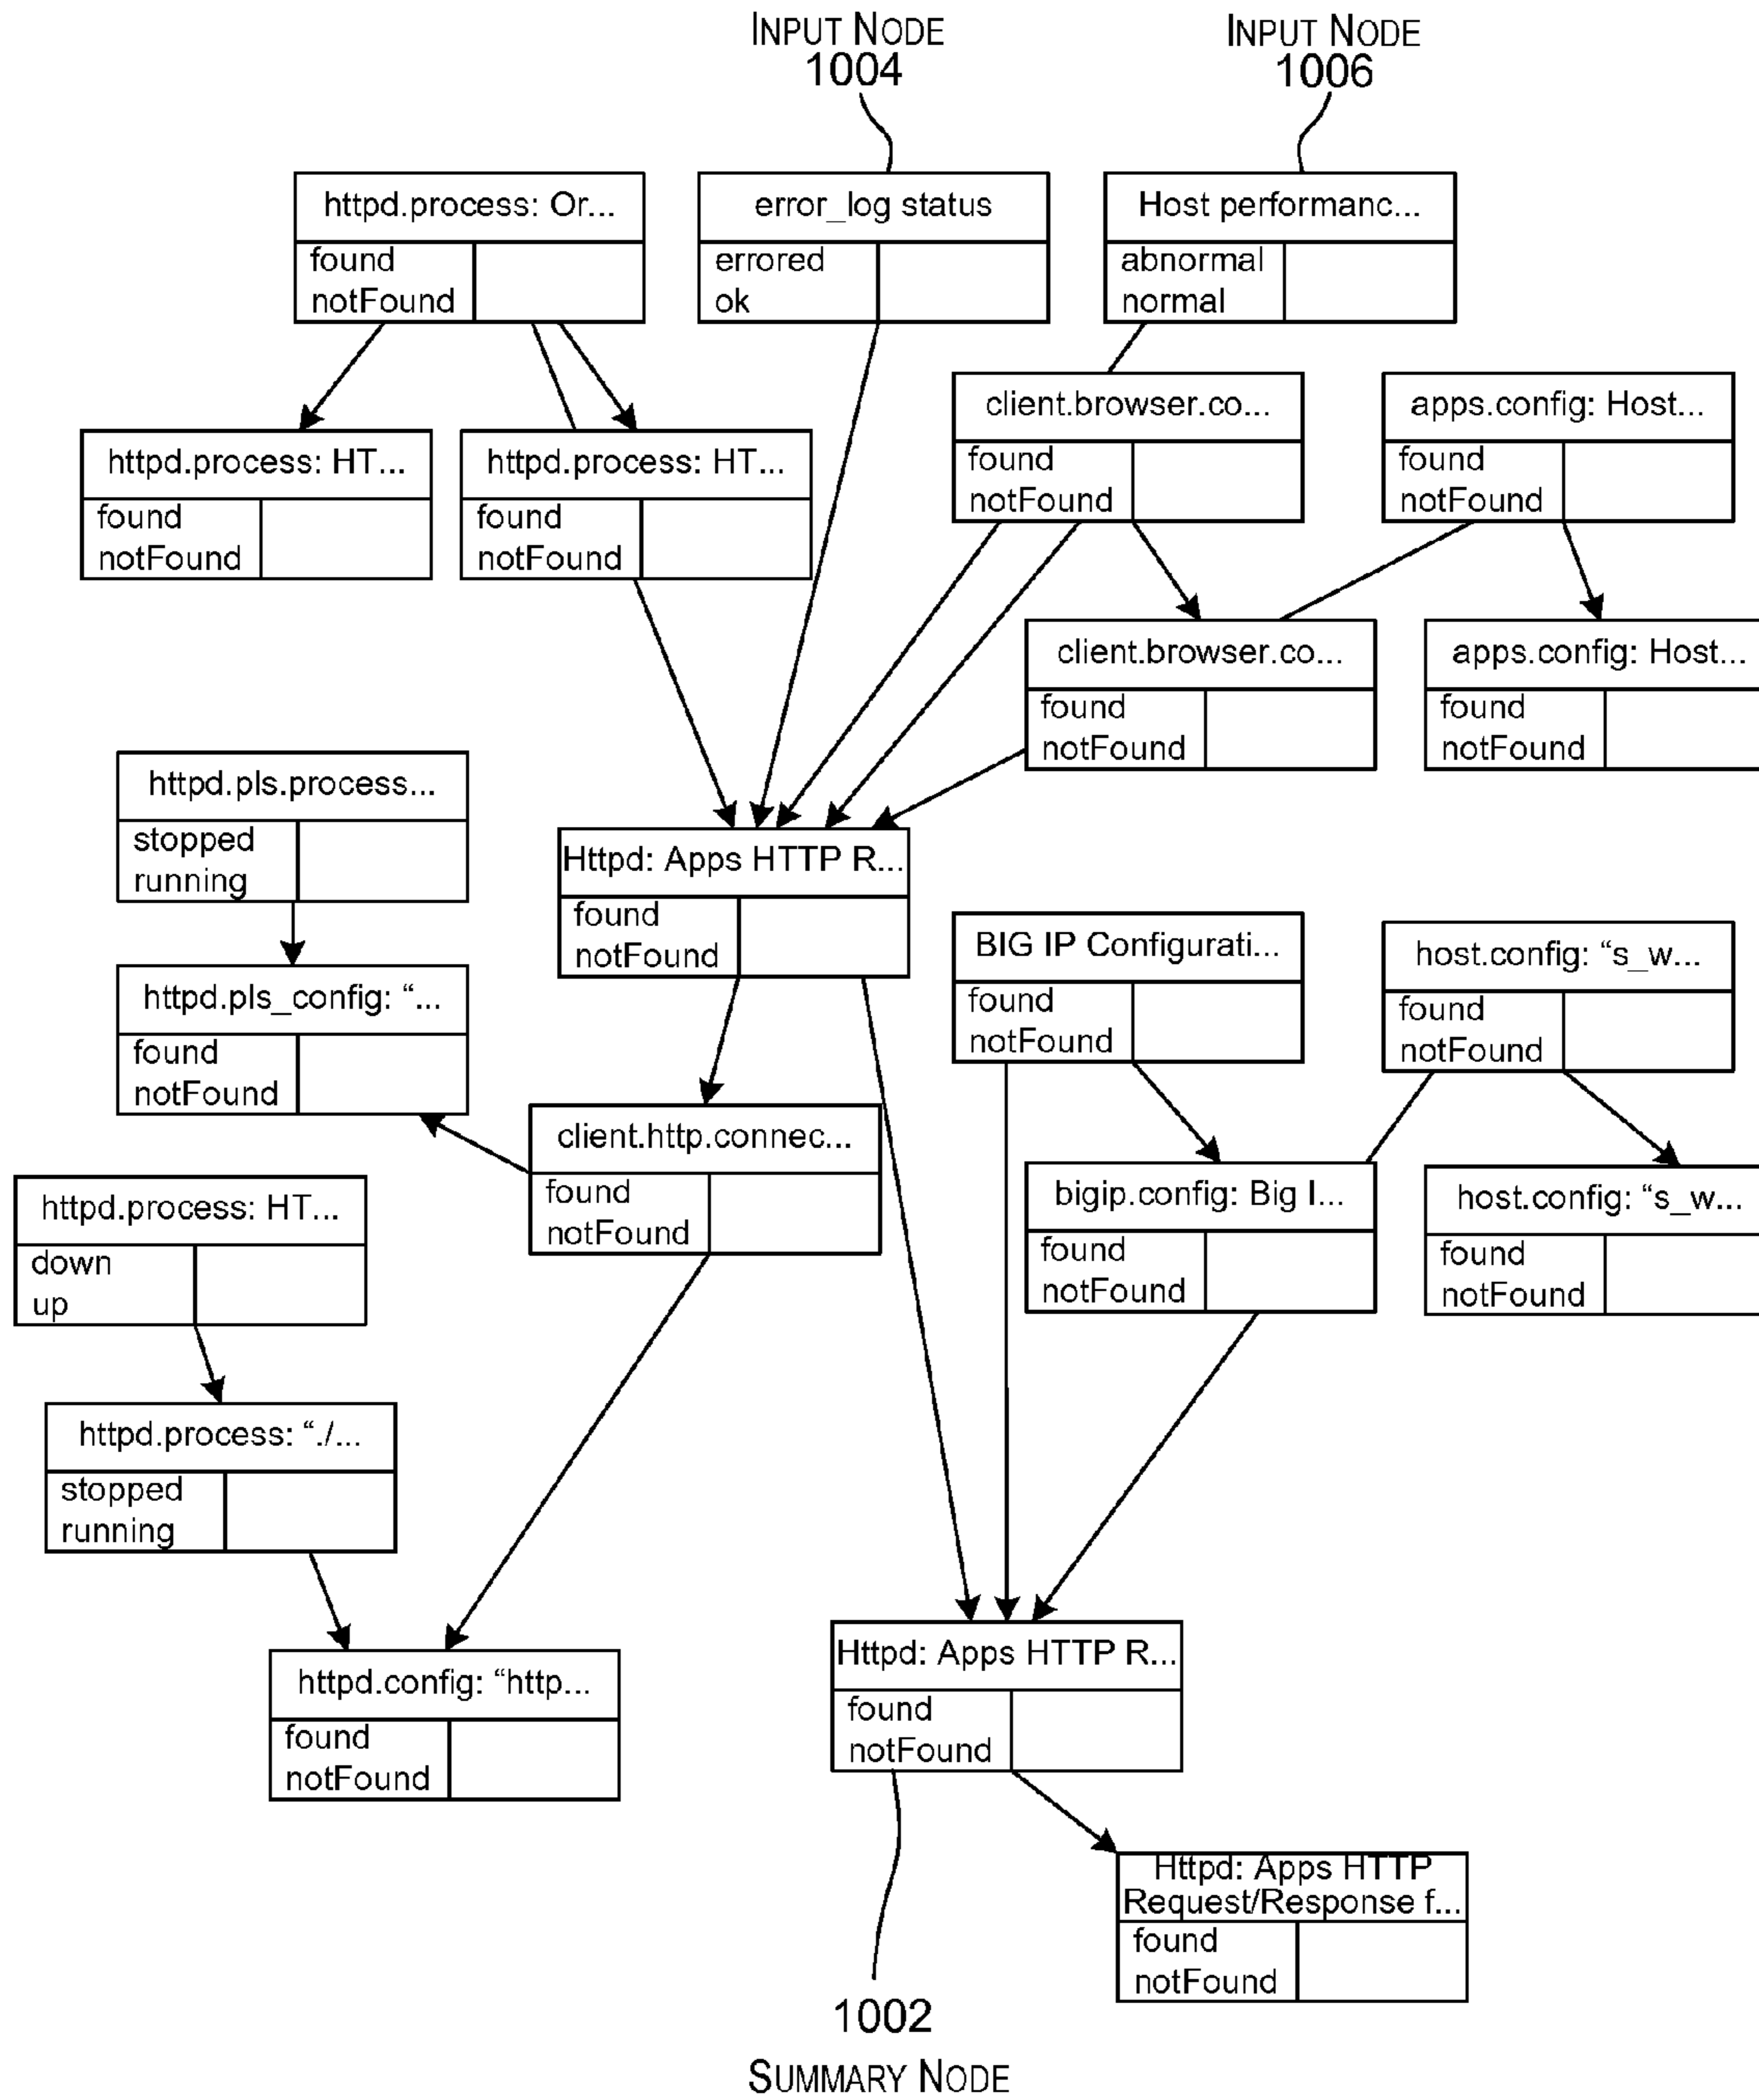 INPUT NODE
1004
INPUT NODE
1006
httpd.process: Or...
found
notFound
error_log status
errored
ok
Host performanc...
abnormal
normal
client.browser.co...
found
notFound
apps.config: Host...
found
notFound
httpd.process: HT...
found
notFound
httpd.process: HT...
found
notFound
client.browser.co...
found
notFound
apps.config: Host...
found
notFound
httpd.pls.process...
stopped
running
Httpd: Apps HTTP R...
found
notFound
BIG IP Configurati...
found
notFound
host.config: “s_w...
found
notFound
httpd.pls_config: “...
found
notFound
client.http.connec...
found
notFound
bigip.config: Big I...
found
notFound
host.config: “s_w...
found
notFound
httpd.process: HT...
down
up
httpd.process: “./...
stopped
running
httpd.config: “http...
found
notFound
Httpd: Apps HTTP R...
found
notFound
Httpd: Apps HTTP
Request/Response f...
found
notFound
1002
SUMMARY NODE